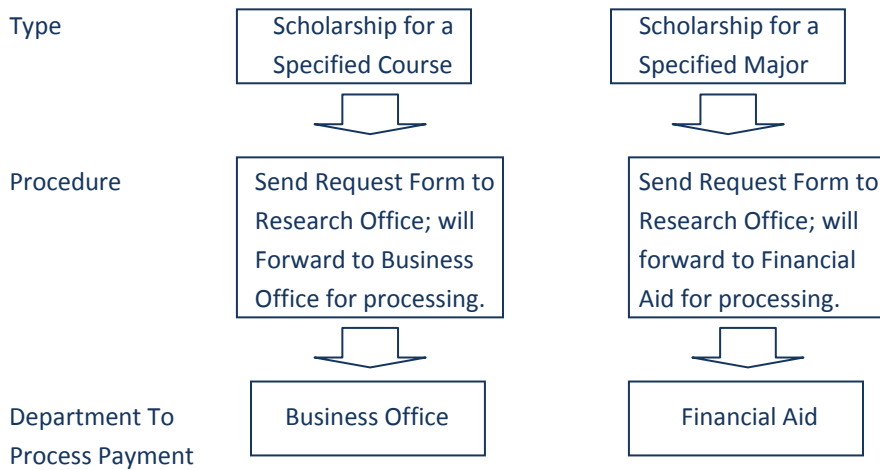 Type
Scholarship for a
Specified Course
Scholarship for a
Specified Major
Procedure
Send Request Form to
Research Office; will
Forward to Business
Office for processing.
Send Request Form to
Research Office; will
forward to Financial
Aid for processing.
Department To
Process Payment
Business Office
Financial Aid